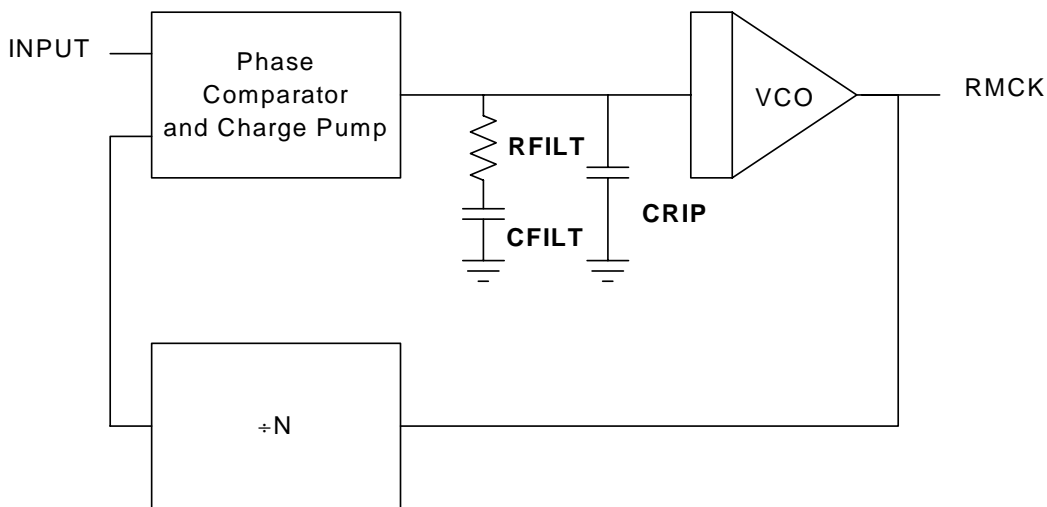 INPUT
Phase
Comparator
and Charge Pump
VCO
RMCK
RFILT
CRIP
CFILT
÷N